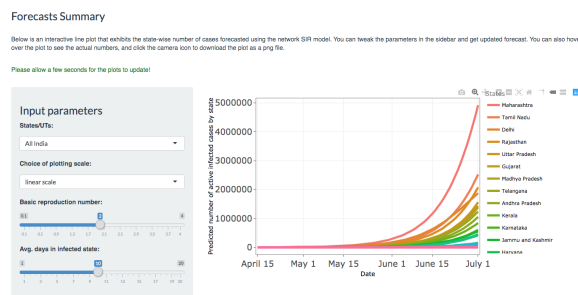 Forecasts Summary
Below is an interactive line plot that exhibits the state-wise number of cases forecasted using the network SIR model. You can tweak the parameters in the sidebar and get updated forecast. You can also hove
over the plot to see the actual numbers, and click the camera icon to download the plot as a png file.
Please allow a few seconds for the plots to update!
Input parameters
States/UTs:
All India
Choice of plotting scale:
linear scale
Basic reproduction number:
0.1
2
4
Avg. days in infected state:
1
10
20
Predicted number of active infected cases by state
5000000
4000000
3000000
2000000
1000000
0
April 15
May 1
May 15
June 1
June 15
July 1
Date
States
Maharashtra
Tamil Nadu
Delhi
Rajasthan
Uttar Pradesh
Gujarat
Madhya Pradesh
Telangana
Andhra Pradesh
Kerala
Karnataka
Jammu and Kashmir
Haryana